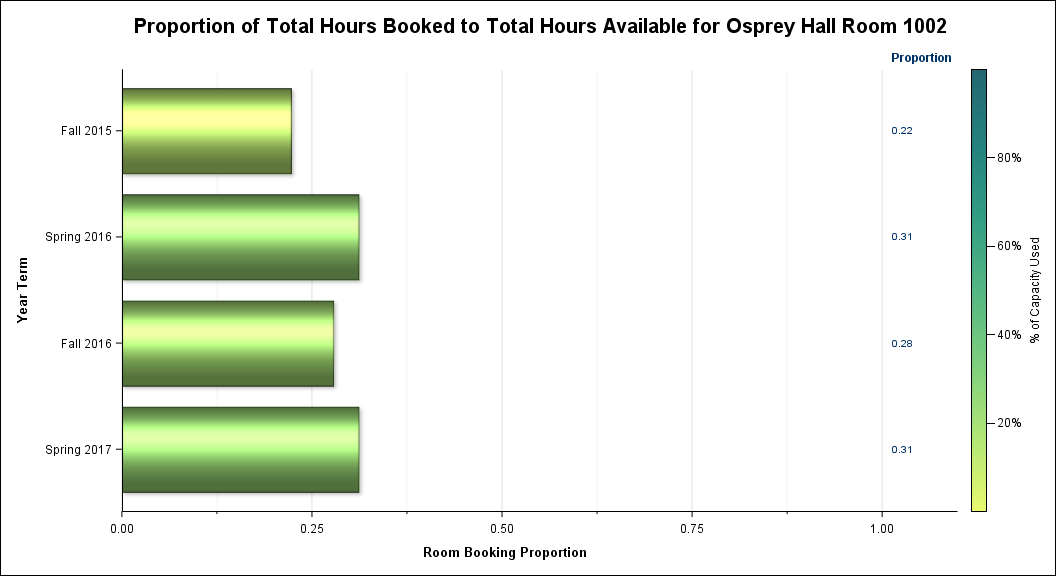 Proportion of Total Hours Booked to Total Hours Available for Osprey Hall Room 1002
Proportion
Fall 2015
0.22
Spring 2016
0.31
Fall 2016
0.28
Spring 2017
0.31
Year Term
0.00
0.25
0.50
0.75
1.00
Room Booking Proportion
80%
60%
40%
20%
% of Capacity Used